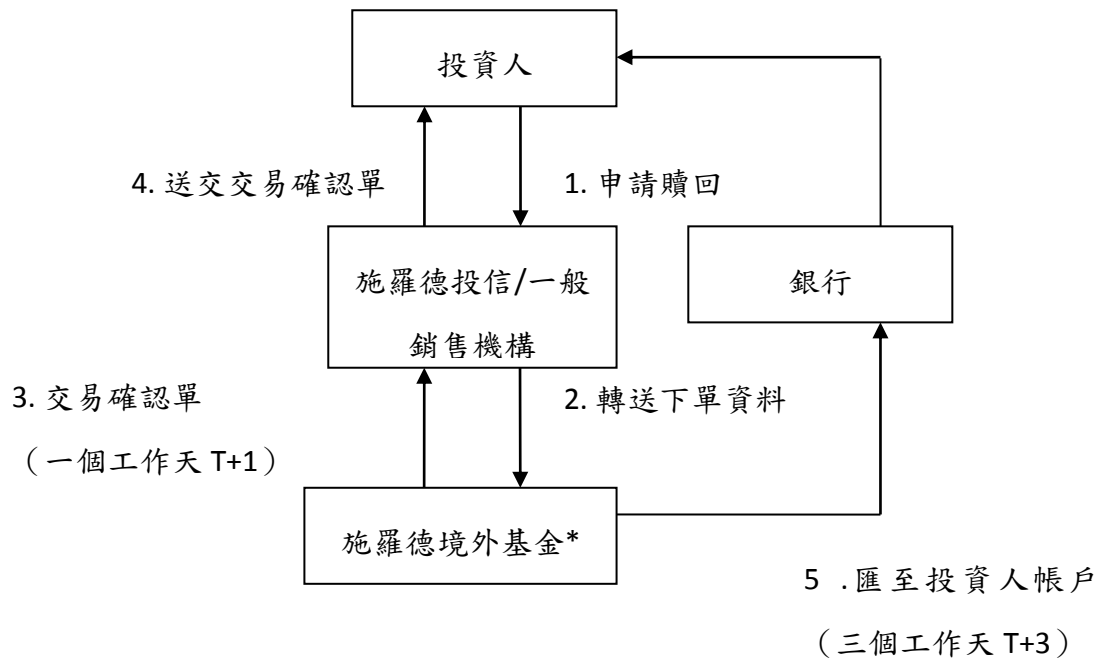 投資人
4. 送交交易確認單
1. 申請贖回
施羅德投信/一般
銷售機構
銀行
3. 交易確認單
（一個工作天 T+1）
2. 轉送下單資料
施羅德境外基金*
5 .匯至投資人帳戶
（三個工作天 T+3）